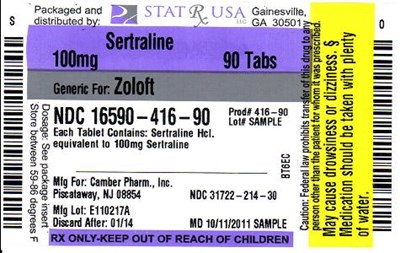 Packaged and
distributed by:
STAT Rx USA LLC
Gainesville,
GA 30501
S
O
Sertraline
100mg 90 Tabs
Generic For: Zoloft
NDC 16590-416-90
Prod# 416-90
Lot# SAMPLE
Each Tablet Contains: Sertraline Hcl.
equivalent to 100mg Sertraline
BT6EC
Mfg For: Camber Pharm., Inc.
Piscataway, NJ 08854
NDC 31722-214-30
Mfg Lot: E110217A
Discard After: 01/14
MD 10/11/2011 SAMPLE
RX ONLY-KEEP OUT OF REACH OF CHILDREN
Dosage: See package insert
Store between 59-86 degrees F
Caution: Federal law prohibits transfer of this drug to any
person other than the patient for whom it was prescribed.
May cause drowsiness or dizziness. §
Medication should be taken with plenty
of water.